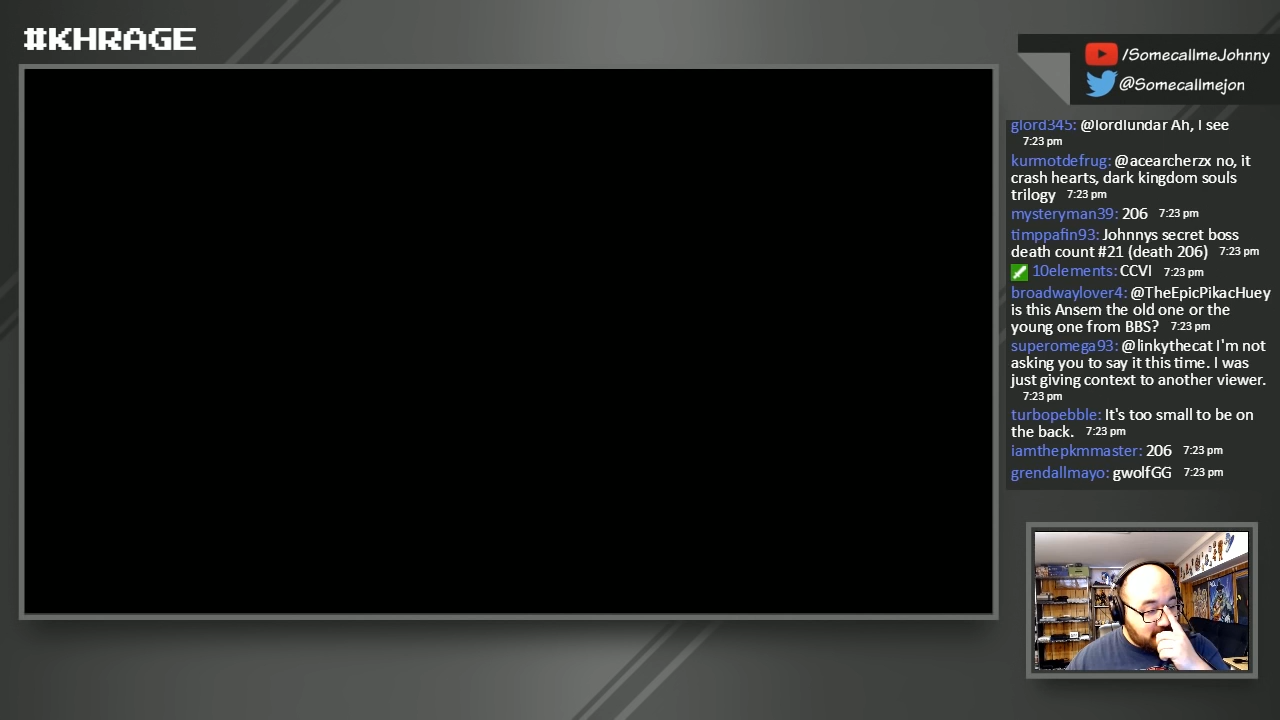 #KHRAGE
/SomecallmeJohnny
@Somecallmejon
glord345: @lordlundar Ah, I see
7:23 pm
kurmotdefrug: @acearcherzx no, it
crash hearts, dark kingdom souls
trilogy 7:23 pm
mysteryman39: 206 7:23 pm
timppafin93: Johnnys secret boss
death count #21 (death 206) 7:23 pm
10elements: CCVI 7:23 pm
broadwaylover4: @TheEpicPikacHuey
is this Ansem the old one or the
young one from BBS? 7:23 pm
superomega93: @linkythecat I'm not
asking you to say it this time. I was
just giving context to another viewer.
7:23 pm
turbopebble: It's too small to be on
the back. 7:23 pm
iamthepkmmaster: 206 7:23 pm
grendallmayo: gwolfGG 7:23 pm